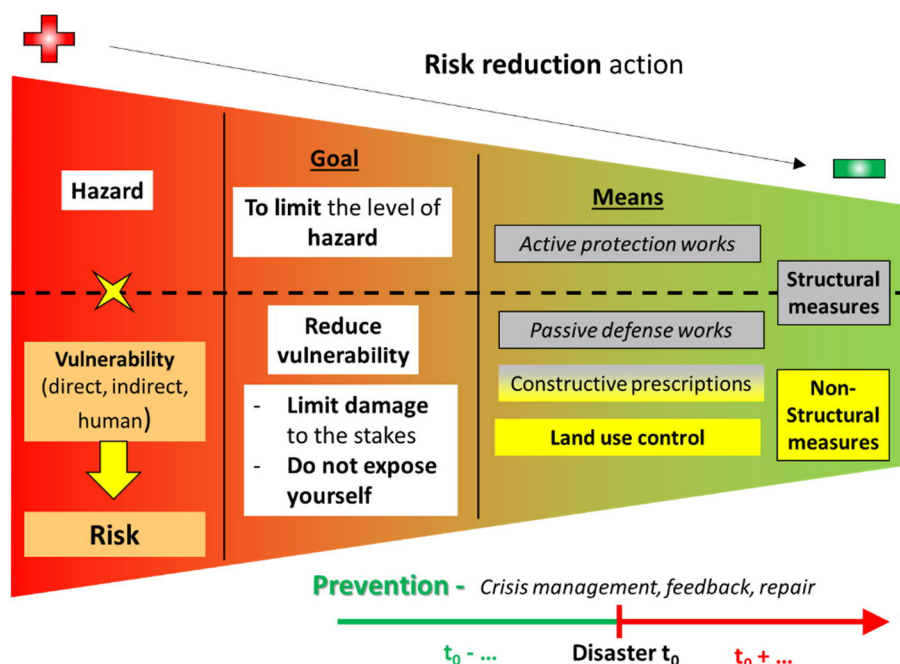 Risk reduction action
Hazard
Vulnerability
(direct, indirect,
human)
Risk
Goal
To limit the level of
hazard
Reduce
vulnerability
- Limit damage
to the stakes
- Do not expose
yourself
Means
Active protection works
Passive defense works
Constructive prescriptions
Land use control
Structural
measures
Non-
Structural
measures
Prevention - Crisis management, feedback, repair
t₀ - ... Disaster t₀ t₀ + ...